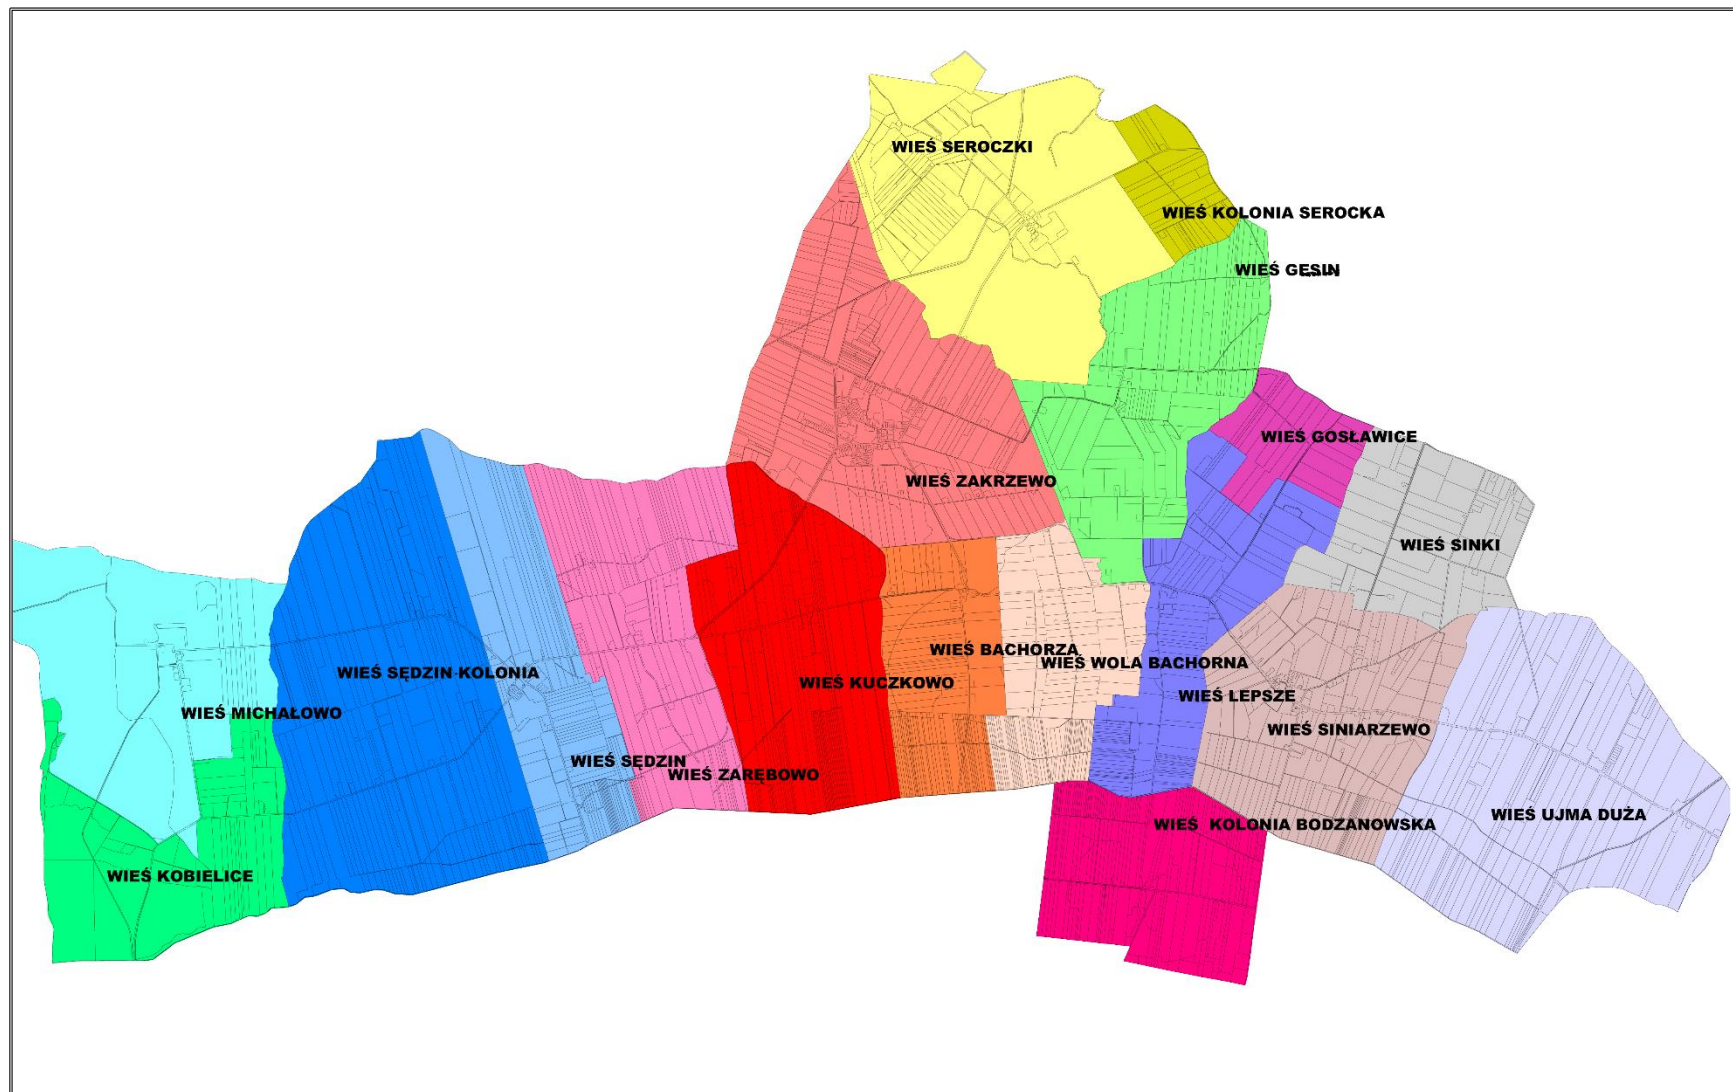 WIEŚ SEROCZKI
WIEŚ KOLONIA SEROCKA
WIEŚ GĘSIN
WIEŚ GOSŁAWICE
WIEŚ ZAKRZEWO
WIEŚ SINKI
WIEŚ BACHORZA
WIEŚ WOLA BACHORNA
WIEŚ SĘDZIN-KOLONIA
WIEŚ KUCZKOWO
WIEŚ LEPSZE
WIEŚ MICHAŁOWO
WIEŚ SINIARZEWO
WIEŚ SĘDZIN
WIEŚ ZARĘBOWO
WIEŚ UJMA DUŻA
WIEŚ KOLONIA BODZANOWSKA
WIEŚ KOBIELICE